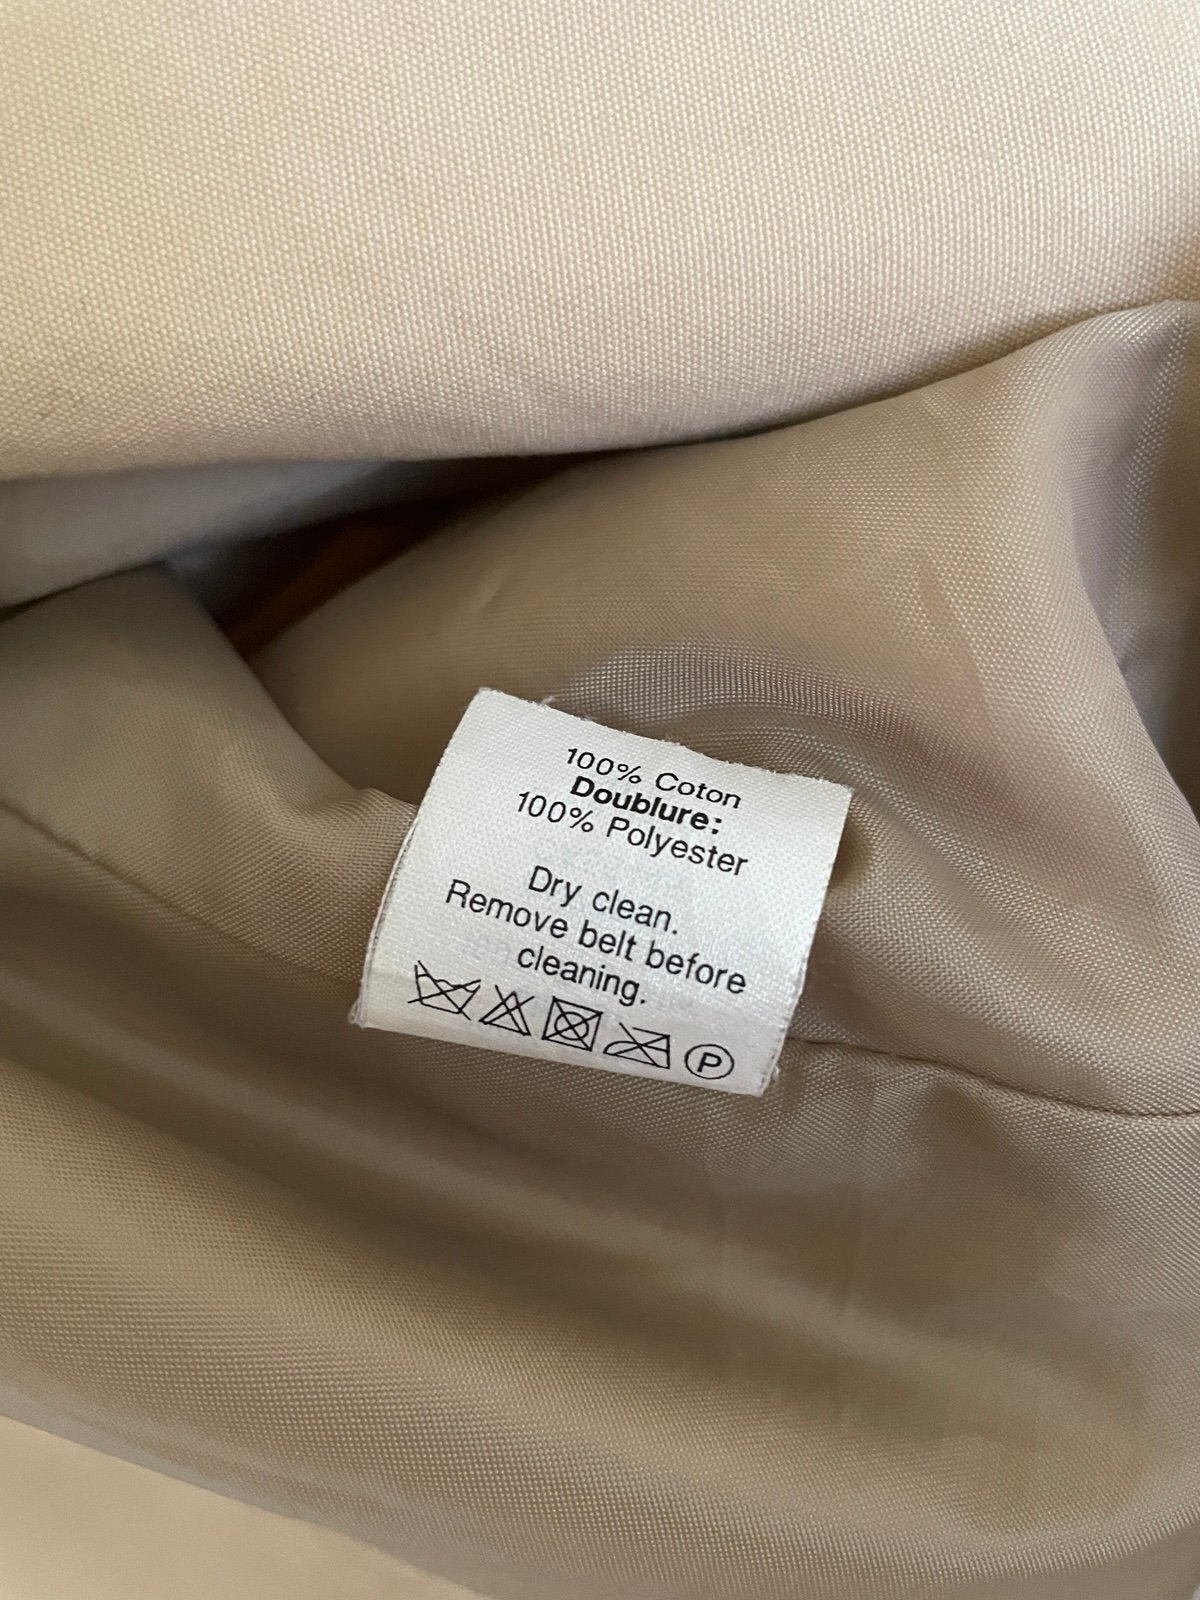 100% Coton
Doublure:
100% Polyester
Dry clean.
Remove belt before
cleaning.
P